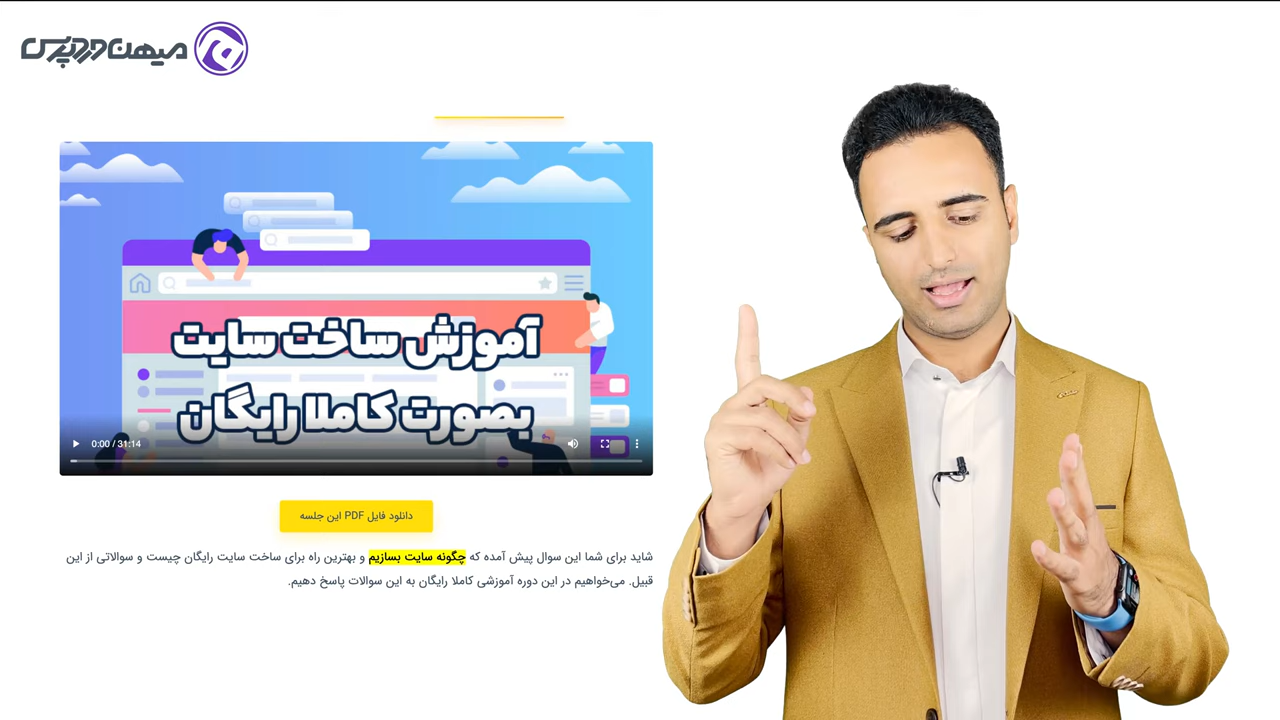 میهن وردپرس
آموزش ساخت سایت
بصورت کاملا رایگان
0:00 / 31:14
دانلود فایل PDF این جلسه
شاید برای شما این سوال پیش آمده که چگونه سایت بسازیم و بهترین راه برای ساخت سایت رایگان چیست و سوالاتی از این
قبیل. می‌خواهیم در این دوره آموزشی کاملا رایگان به این سوالات پاسخ دهیم.